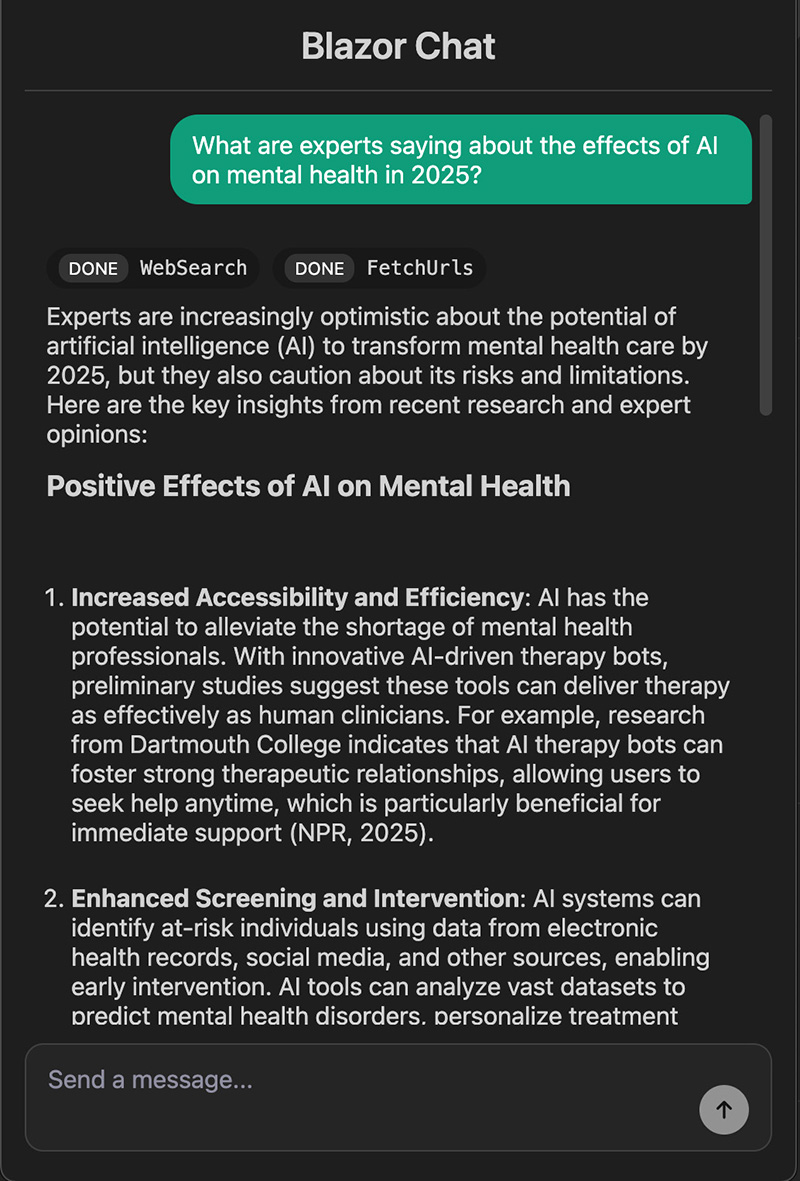 Blazor Chat
What are experts saying about the effects of AI
on mental health in 2025?
DONE WebSearch DONE FetchUrls
Experts are increasingly optimistic about the potential of
artificial intelligence (AI) to transform mental health care by
2025, but they also caution about its risks and limitations.
Here are the key insights from recent research and expert
opinions:
Positive Effects of AI on Mental Health
1. Increased Accessibility and Efficiency: AI has the
potential to alleviate the shortage of mental health
professionals. With innovative AI-driven therapy bots,
preliminary studies suggest these tools can deliver therapy
as effectively as human clinicians. For example, research
from Dartmouth College indicates that AI therapy bots can
foster strong therapeutic relationships, allowing users to
seek help anytime, which is particularly beneficial for
immediate support (NPR, 2025).
2. Enhanced Screening and Intervention: AI systems can
identify at-risk individuals using data from electronic
health records, social media, and other sources, enabling
early intervention. AI tools can analyze vast datasets to
predict mental health disorders, personalize treatment
Send a message...